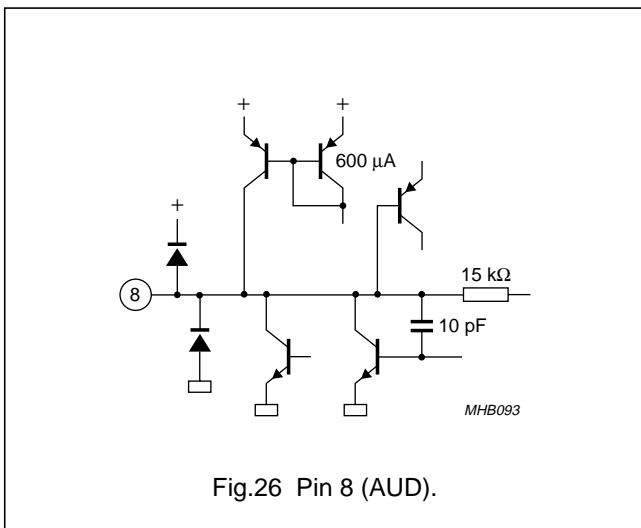 + +
600 µA
+
8
15 kΩ
10 pF
MHB093
Fig.26 Pin 8 (AUD).